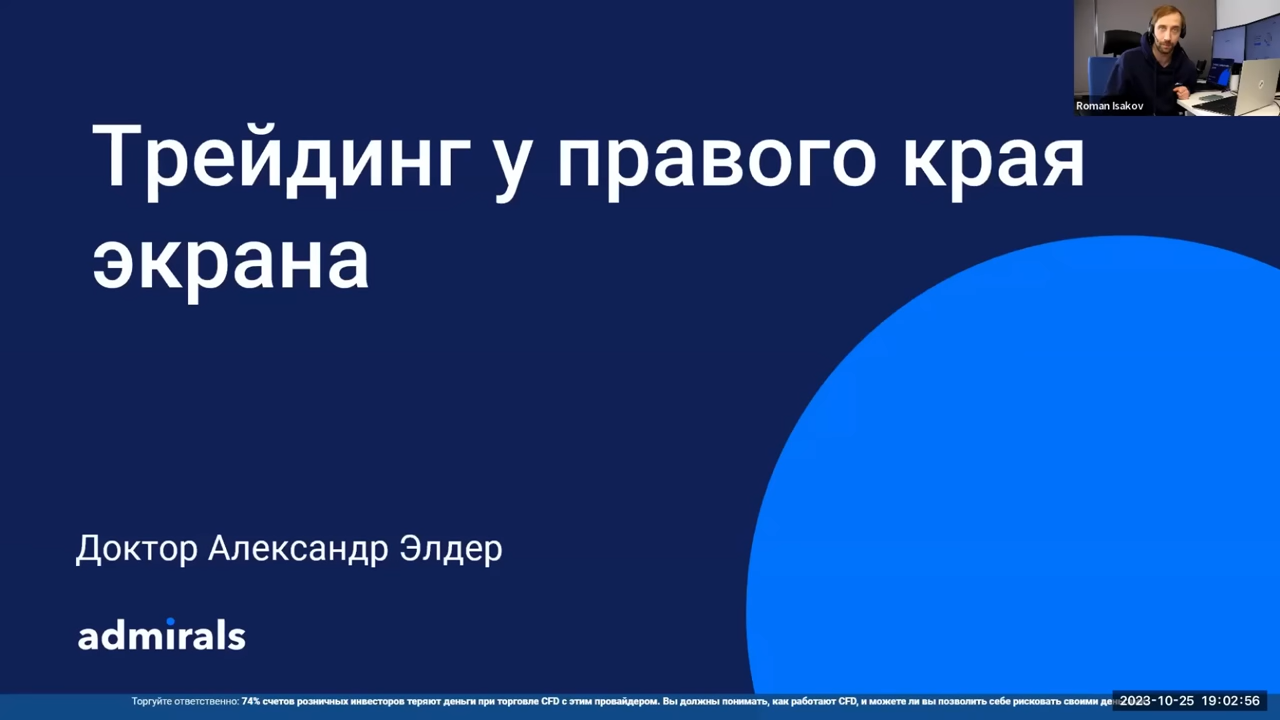 Roman Isakov
Трейдинг у правого края
экрана
Доктор Александр Элдер
admirals
Торгуйте ответственно: 74% счетов розничных инвесторов теряют деньги при торговле CFD с этим провайдером. Вы должны понимать, как работают CFD, и можете ли вы позволить себе рисковать своими
2023-10-25 19:02:56